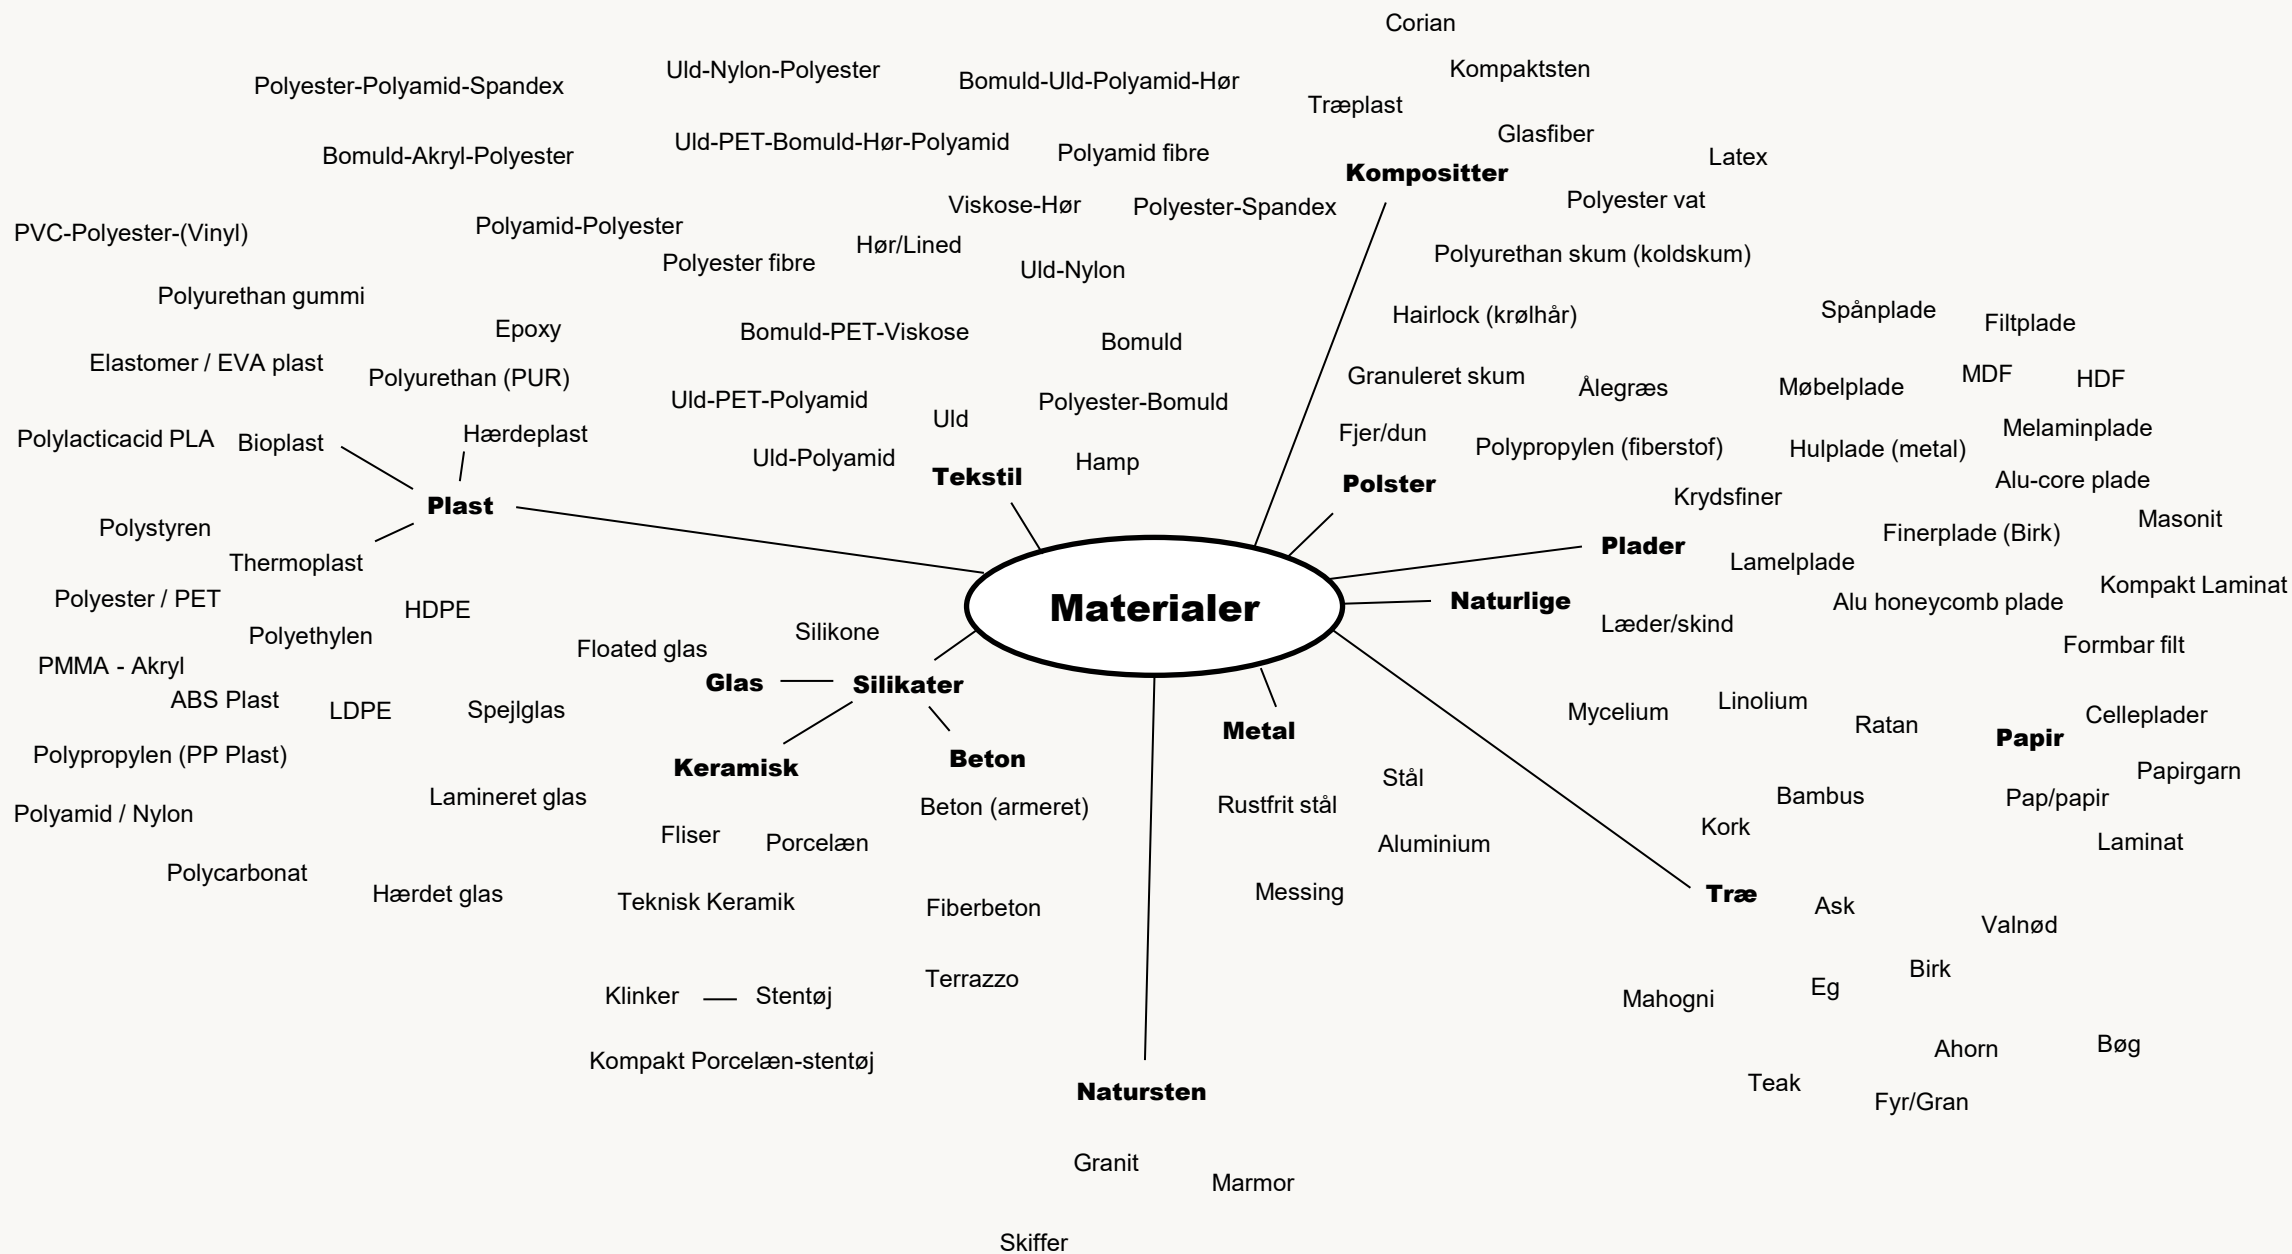 Corian
Uld-Nylon-Polyester
Kompaktsten
Bomuld-Uld-Polyamid-Hør
Polyester-Polyamid-Spandex
Træplast
Glasfiber
Uld-PET-Bomuld-Hør-Polyamid
Polyamid fibre
Bomuld-Akryl-Polyester
Latex
Kompositter
Polyester vat
Viskose-Hør
Polyester-Spandex
Polyamid-Polyester
PVC-Polyester-(Vinyl)
Hør/Lined
Polyurethan skum (koldskum)
Polyester fibre
Uld-Nylon
Polyurethan gummi
Spånplade
Hairlock (krølhår)
Filtplade
Epoxy
Bomuld-PET-Viskose
Bomuld
Elastomer / EVA plast
MDF
Granuleret skum
Polyurethan (PUR)
HDF
Ålegræs
Møbelplade
Uld-PET-Polyamid
Polyester-Bomuld
Uld
Melaminplade
Fjer/dun
Hærdeplast
Polylacticacid PLA
Bioplast
Polypropylen (fiberstof)
Hulplade (metal)
Uld-Polyamid
Hamp
Tekstil
Alu-core plade
Polster
Krydsfiner
Plast
Masonit
Polystyren
Finerplade (Birk)
Plader
Thermoplast
Lamelplade
Kompakt Laminat
Polyester / PET
Naturlige
Alu honeycomb plade
Materialer
HDPE
Læder/skind
Silikone
Polyethylen
Formbar filt
Floated glas
PMMA - Akryl
Glas
Silikater
ABS Plast
Linolium
LDPE
Spejlglas
Mycelium
Celleplader
Ratan
Metal
Papir
Polypropylen (PP Plast)
Beton
Keramisk
Papirgarn
Stål
Lamineret glas
Bambus
Pap/papir
Rustfrit stål
Beton (armeret)
Polyamid / Nylon
Kork
Fliser
Laminat
Porcelæn
Aluminium
Polycarbonat
Messing
Hærdet glas
Træ
Teknisk Keramik
Ask
Fiberbeton
Valnød
Birk
Terrazzo
Eg
Klinker
Stentøj
Mahogni
Bøg
Ahorn
Kompakt Porcelæn-stentøj
Teak
Natursten
Fyr/Gran
Granit
Marmor
Skiffer